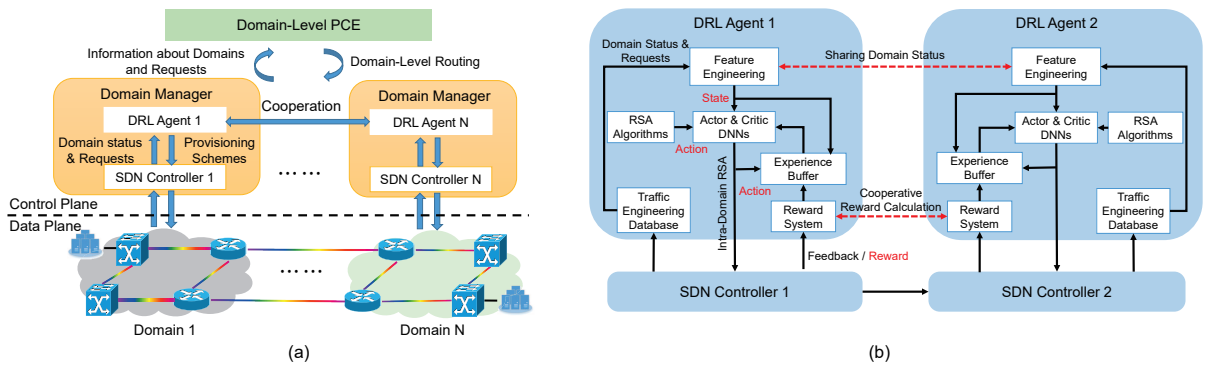 Domain-Level PCE
Information about Domains
and Requests
Domain-Level Routing
Domain Manager
DRL Agent 1
Domain status
& Requests
Provisioning
Schemes
SDN Controller 1
Cooperation
Domain Manager
DRL Agent N
SDN Controller N
... ...
Control Plane
Data Plane
... ...
Domain 1
Domain N
(a)
DRL Agent 1
Domain Status &
Requests
Feature
Engineering
State
RSA
Algorithms
Actor & Critic
DNNs
Action
Experience
Buffer
Action
Intra-Domain RSA
Traffic
Engineering
Database
Reward
System
Feedback / Reward
SDN Controller 1
Sharing Domain Status
Cooperative
Reward Calculation
DRL Agent 2
Feature
Engineering
Actor & Critic
DNNs
RSA
Algorithms
Experience
Buffer
Reward
System
Traffic
Engineering
Database
SDN Controller 2
(b)